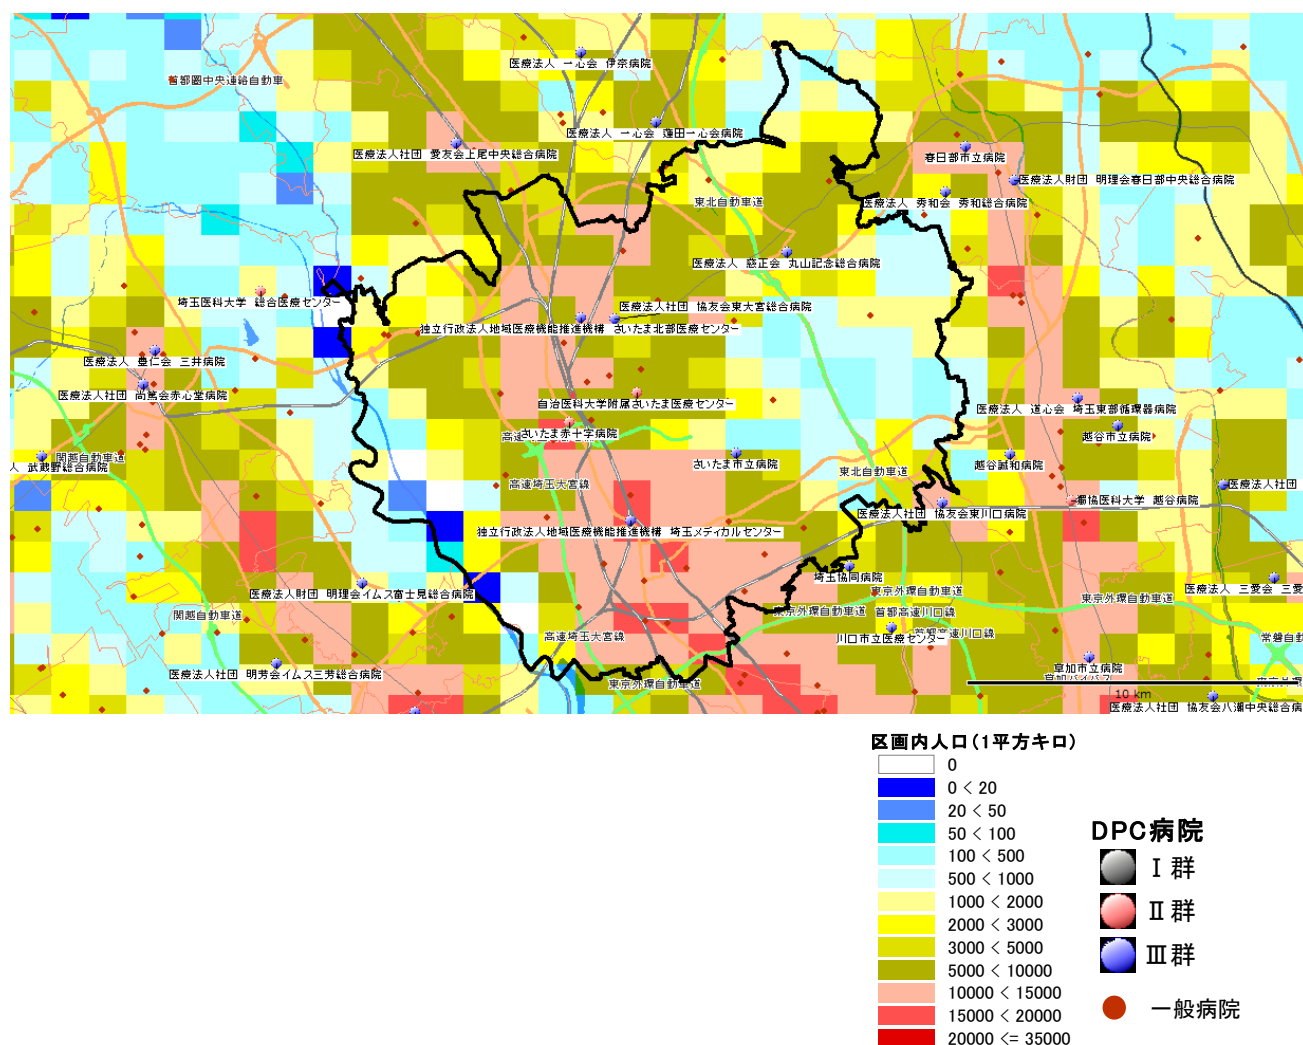 医療法人 一心会 伊奈病院
首都圏中央連絡自動車
医療法人 一心会 蓮田一心会病院
医療法人社団 愛友会上尾中央総合病院
春日部市立病院
医療法人財団 明理会春日部中央総合病院
東北自動車道
医療法人 秀和会 秀和総合病院
医療法人 慈正会 丸山記念総合病院
埼玉医科大学 総合医療センター
医療法人社団 協友会東大宮総合病院
独立行政法人地域医療機能推進機構 さいたま北部医療センター
医療法人 豊仁会 三井病院
医療法人社団 尚篤会赤心堂病院
自治医科大学附属さいたま医療センター
医療法人 道心会 埼玉東部循環器病院
さいたま赤十字病院
越谷市立病院
関越自動車道
人 武蔵野総合病院
さいたま市立病院
越谷誠和病院
東北自動車道
高速埼玉大宮線
医療法人社団
獨協医科大学 越谷病院
医療法人社団 協友会東川口病院
独立行政法人地域医療機能推進機構 埼玉メディカルセンター
埼玉協同病院
医療法人財団 明理会イムス富士見総合病院
東京外環自動車道
医療法人 三愛会 三愛
東京外環自動車道
関越自動車道
東京外環自動車道
首都高速川口線
高速埼玉大宮線
川口市立医療センター
首都高速川口線
常磐自動
医療法人社団 明芳会イムス三芳総合病院
草加市立病院
草加バイパス
東京外環自動車道
10 km
医療法人社団 協友会八潮中央総合病
区画内人口(1平方キロ)
0
0 < 20
20 < 50
50 < 100
100 < 500
500 < 1000
1000 < 2000
2000 < 3000
3000 < 5000
5000 < 10000
10000 < 15000
15000 < 20000
20000 <= 35000
DPC病院
Ⅰ群
Ⅱ群
Ⅲ群
一般病院